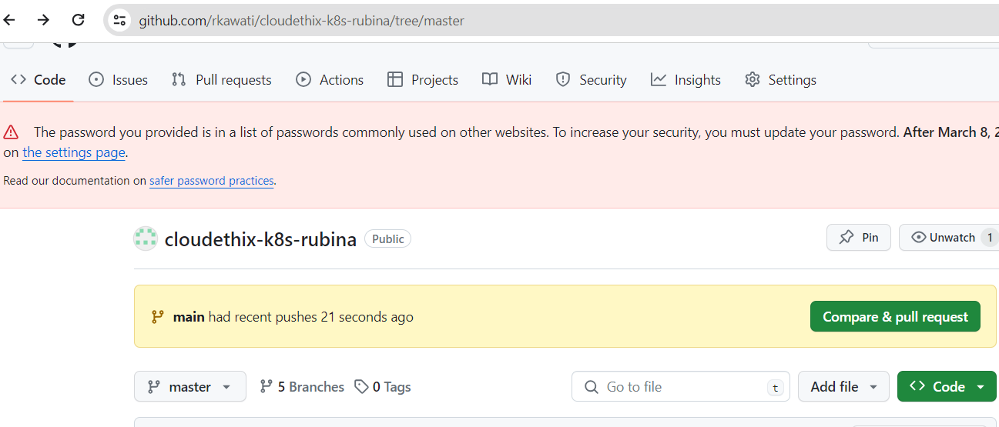 github.com/rkawati/cloudethix-k8s-rubina/tree/master
Code Issues Pull requests Actions Projects Wiki Security Insights Settings
The password you provided is in a list of passwords commonly used on other websites. To increase your security, you must update your password. After March 8, 2
on the settings page.
Read our documentation on safer password practices.
cloudethix-k8s-rubina Public Pin Unwatch 1
main had recent pushes 21 seconds ago Compare & pull request
master 5 Branches 0 Tags Go to file t Add file Code